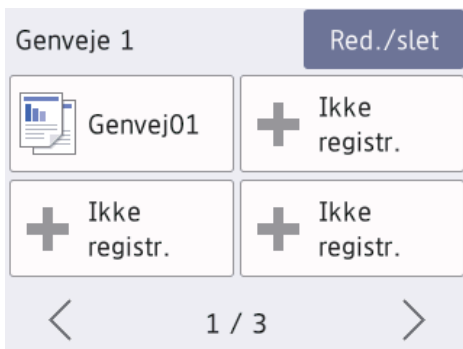 Genveje 1
Red./slet
Genvej01
Ikke
registr.
Ikke
registr.
Ikke
registr.
1 / 3